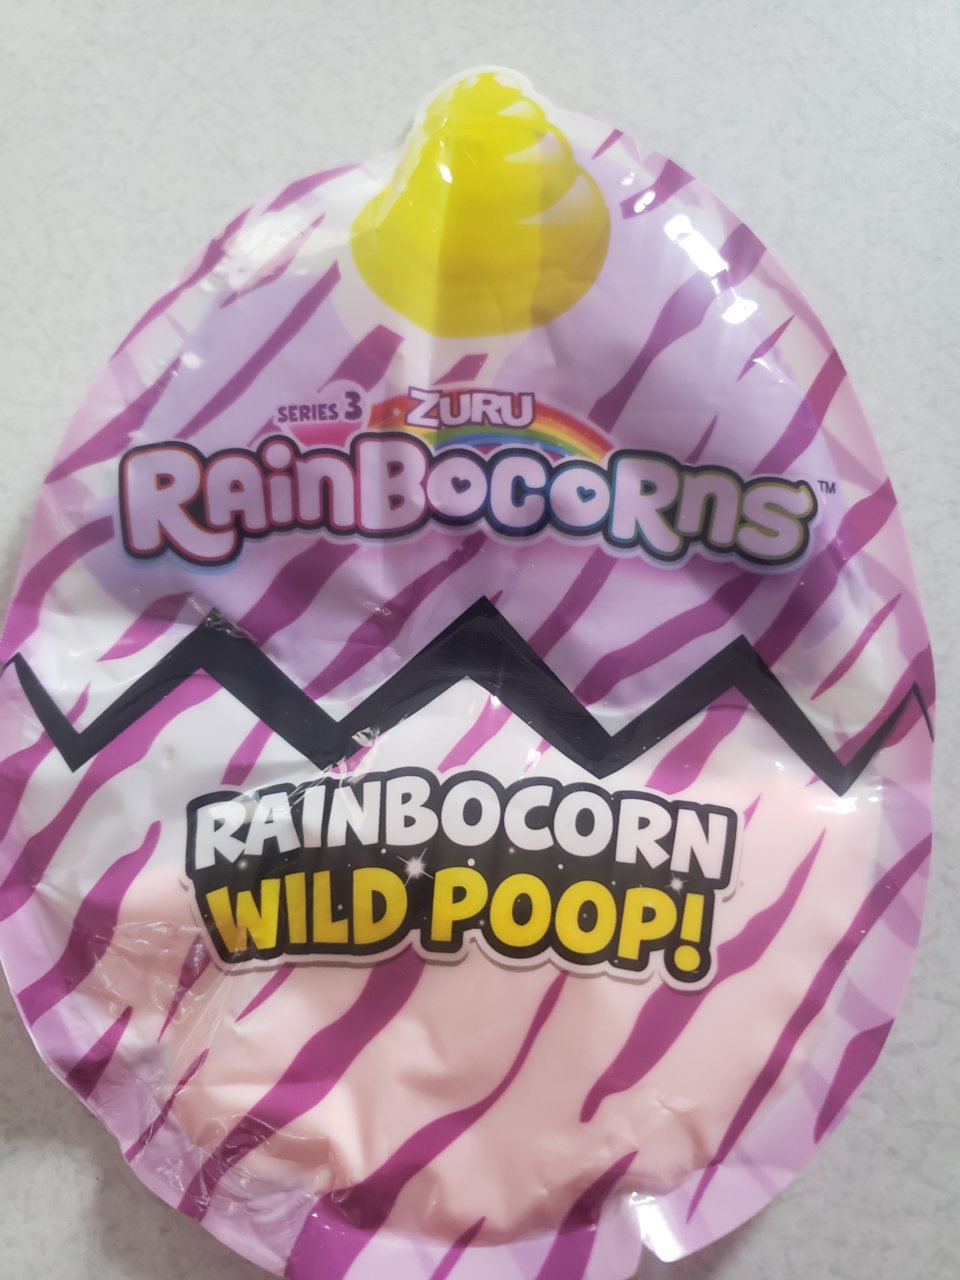 SERIES 3
ZURU
RAiNBOCORNS™
RAINBOCORN
WILD POOP!